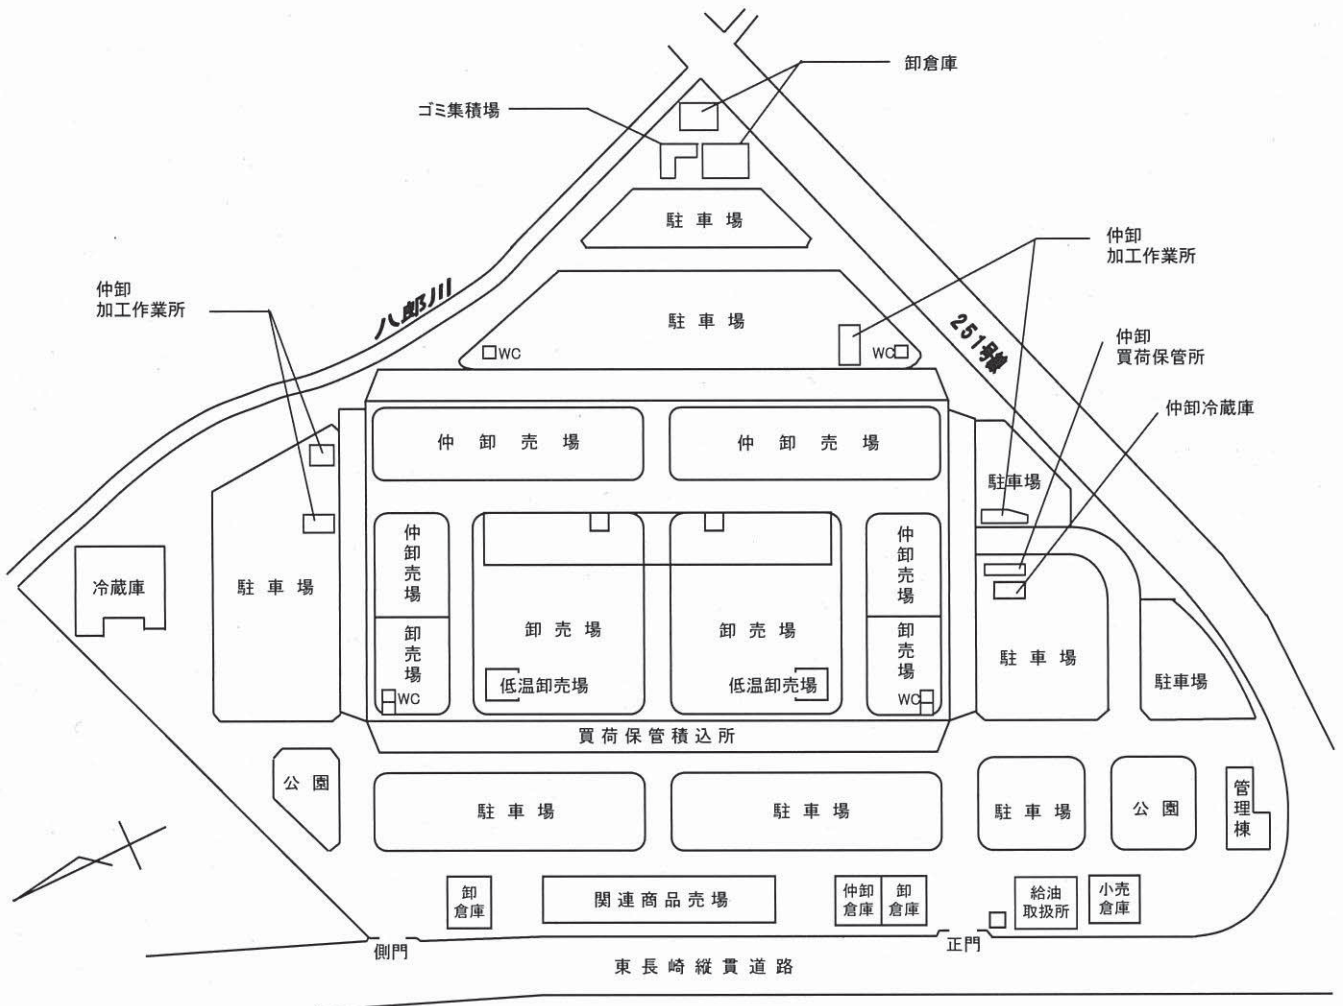 卸倉庫
ゴミ集積場
駐車場
仲卸
加工作業所
仲卸
加工作業所
八郎川
駐車場
251号線
WC
WC
仲卸
買荷保管所
仲卸冷蔵庫
仲卸売場
仲卸売場
駐車場
仲卸売場
仲卸売場
冷蔵庫
駐車場
卸売場
卸売場
卸売場
卸売場
駐車場
駐車場
低温卸売場
低温卸売場
WC
WC
買荷保管積込所
公園
駐車場
駐車場
駐車場
公園
管理棟
卸
倉庫
関連商品売場
仲卸
倉庫
卸
倉庫
給油
取扱所
小売
倉庫
側門
正門
東長崎縦貫道路